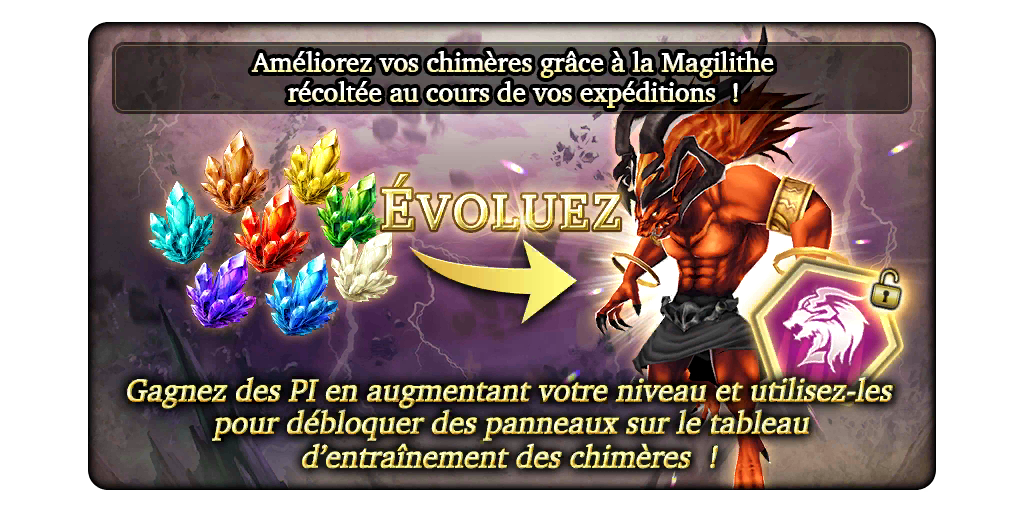 Améliorez vos chimères grâce à la Magilithe
récoltée au cours de vos expéditions !
ÉVOLUEZ
Gagnez des PI en augmentant votre niveau et utilisez-les
pour débloquer des panneaux sur le tableau
d'entraînement des chimères !